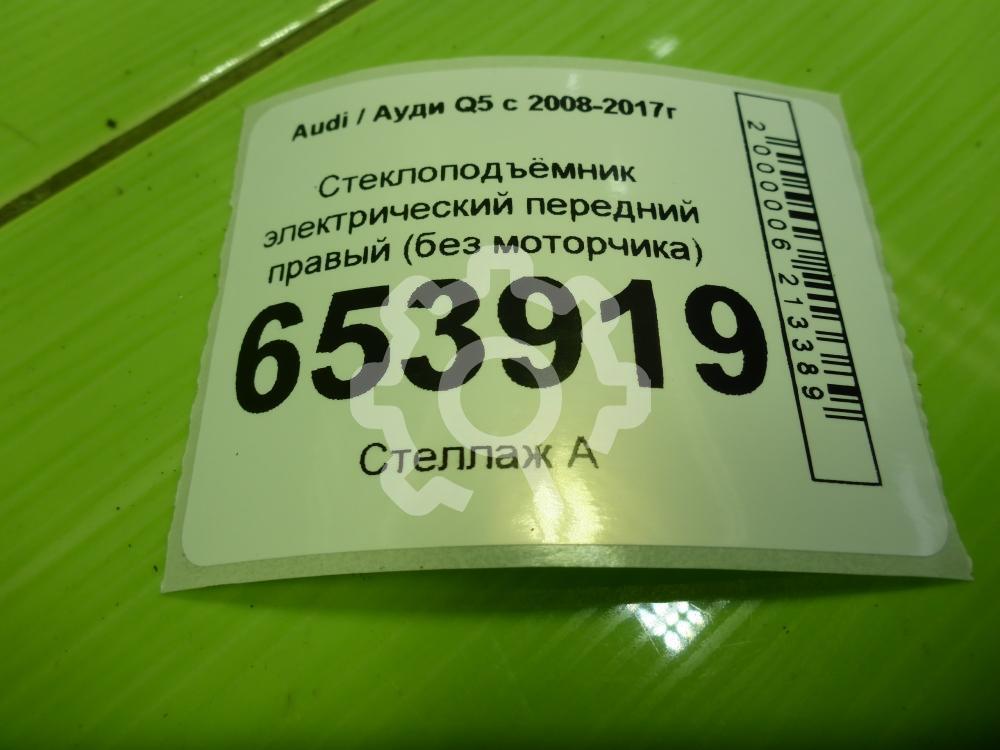 Audi / Ауди Q5 с 2008-2017г
Стеклоподъёмник
электрический передний
правый (без моторчика)
653919
Стеллаж А
2000006213389